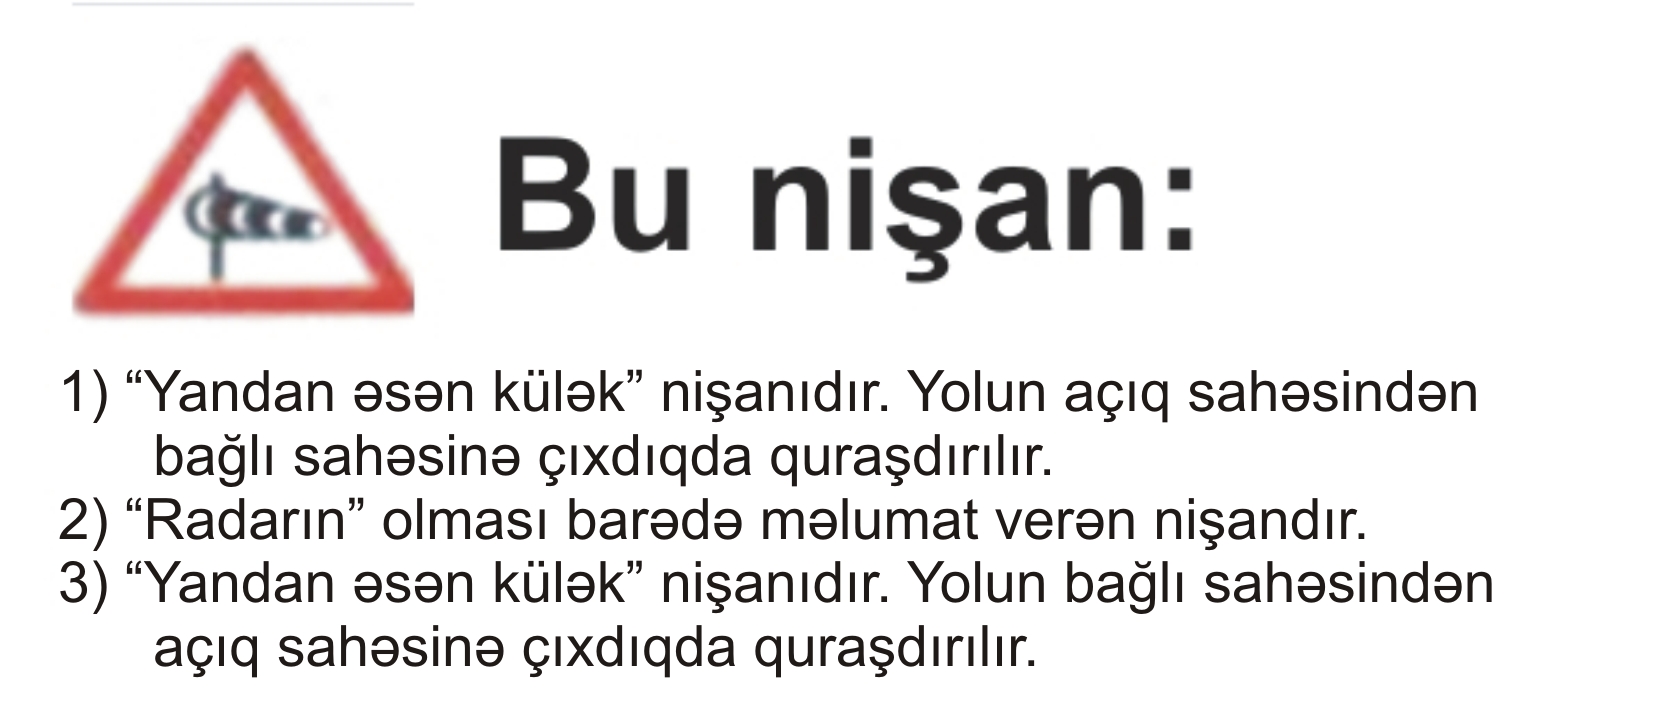 Bu nişan:
1) “Yandan əsən külək” nişanıdır. Yolun açıq sahəsindən
bağlı sahəsinə çıxdıqda quraşdırılır.
2) “Radarın” olması barədə məlumat verən nişandır.
3) “Yandan əsən külək” nişanıdır. Yolun bağlı sahəsindən
açıq sahəsinə çıxdıqda quraşdırılır.